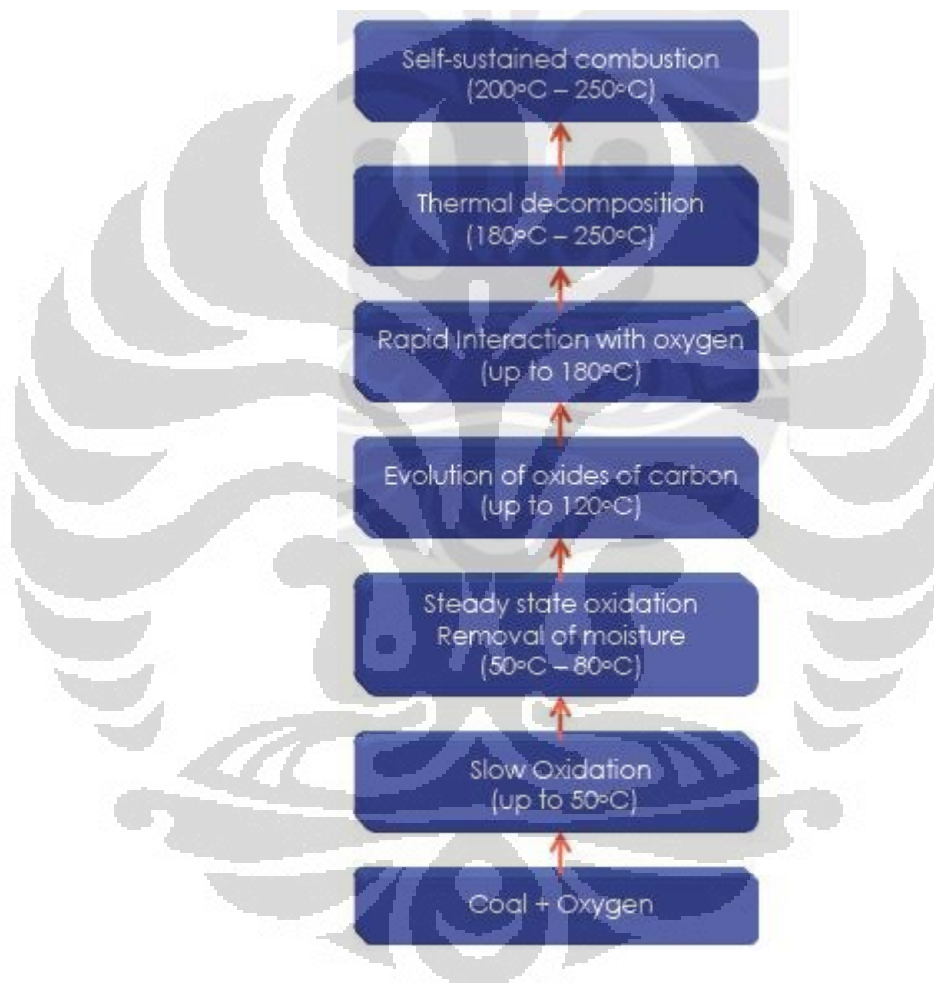 Self-sustained combustion
(200°C – 250°C)
Thermal decomposition
(180°C – 250°C)
Rapid Interaction with oxygen
(up to 180°C)
Evolution of oxides of carbon
(up to 120°C)
Steady state oxidation
Removal of moisture
(50°C – 80°C)
Slow Oxidation
(up to 50°C)
Coal + Oxygen